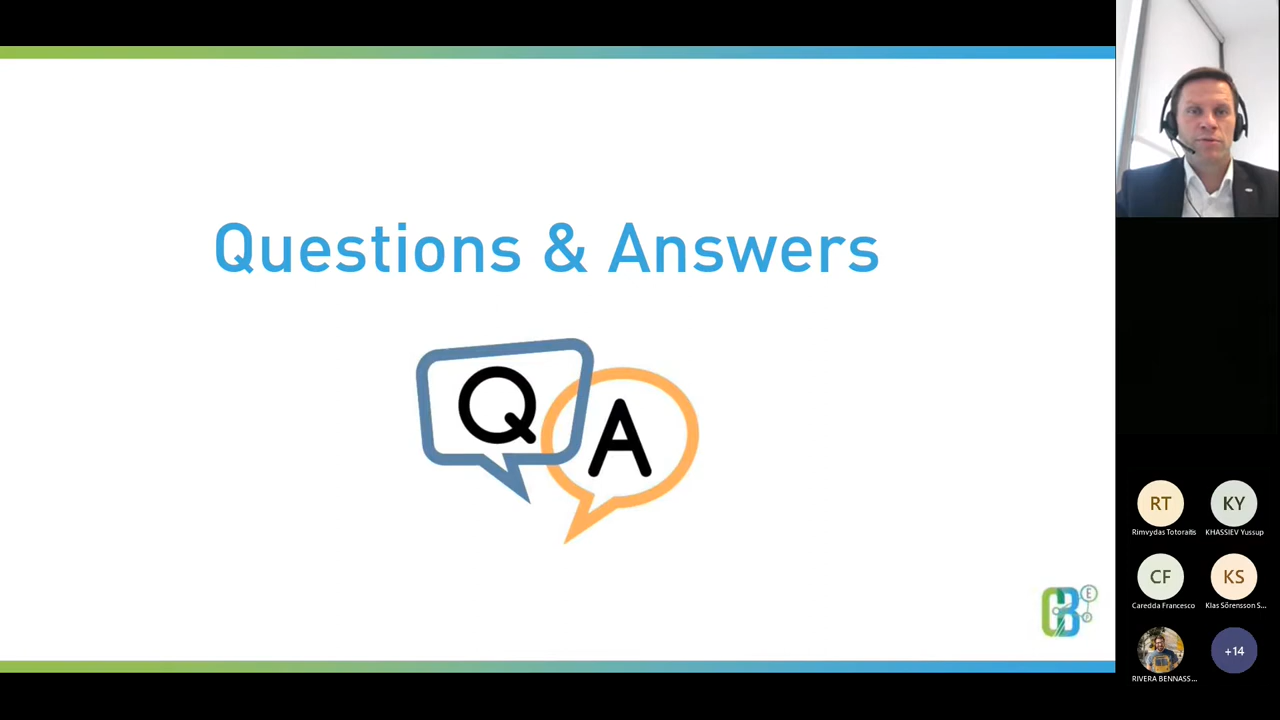 Questions & Answers
Q
A
RT
KY
Rimvydas Totoraitis
KHASSIEV Yussup
CF
KS
Caredda Francesco
Klas Sörensson S...
+14
RIVERA BENNASS...